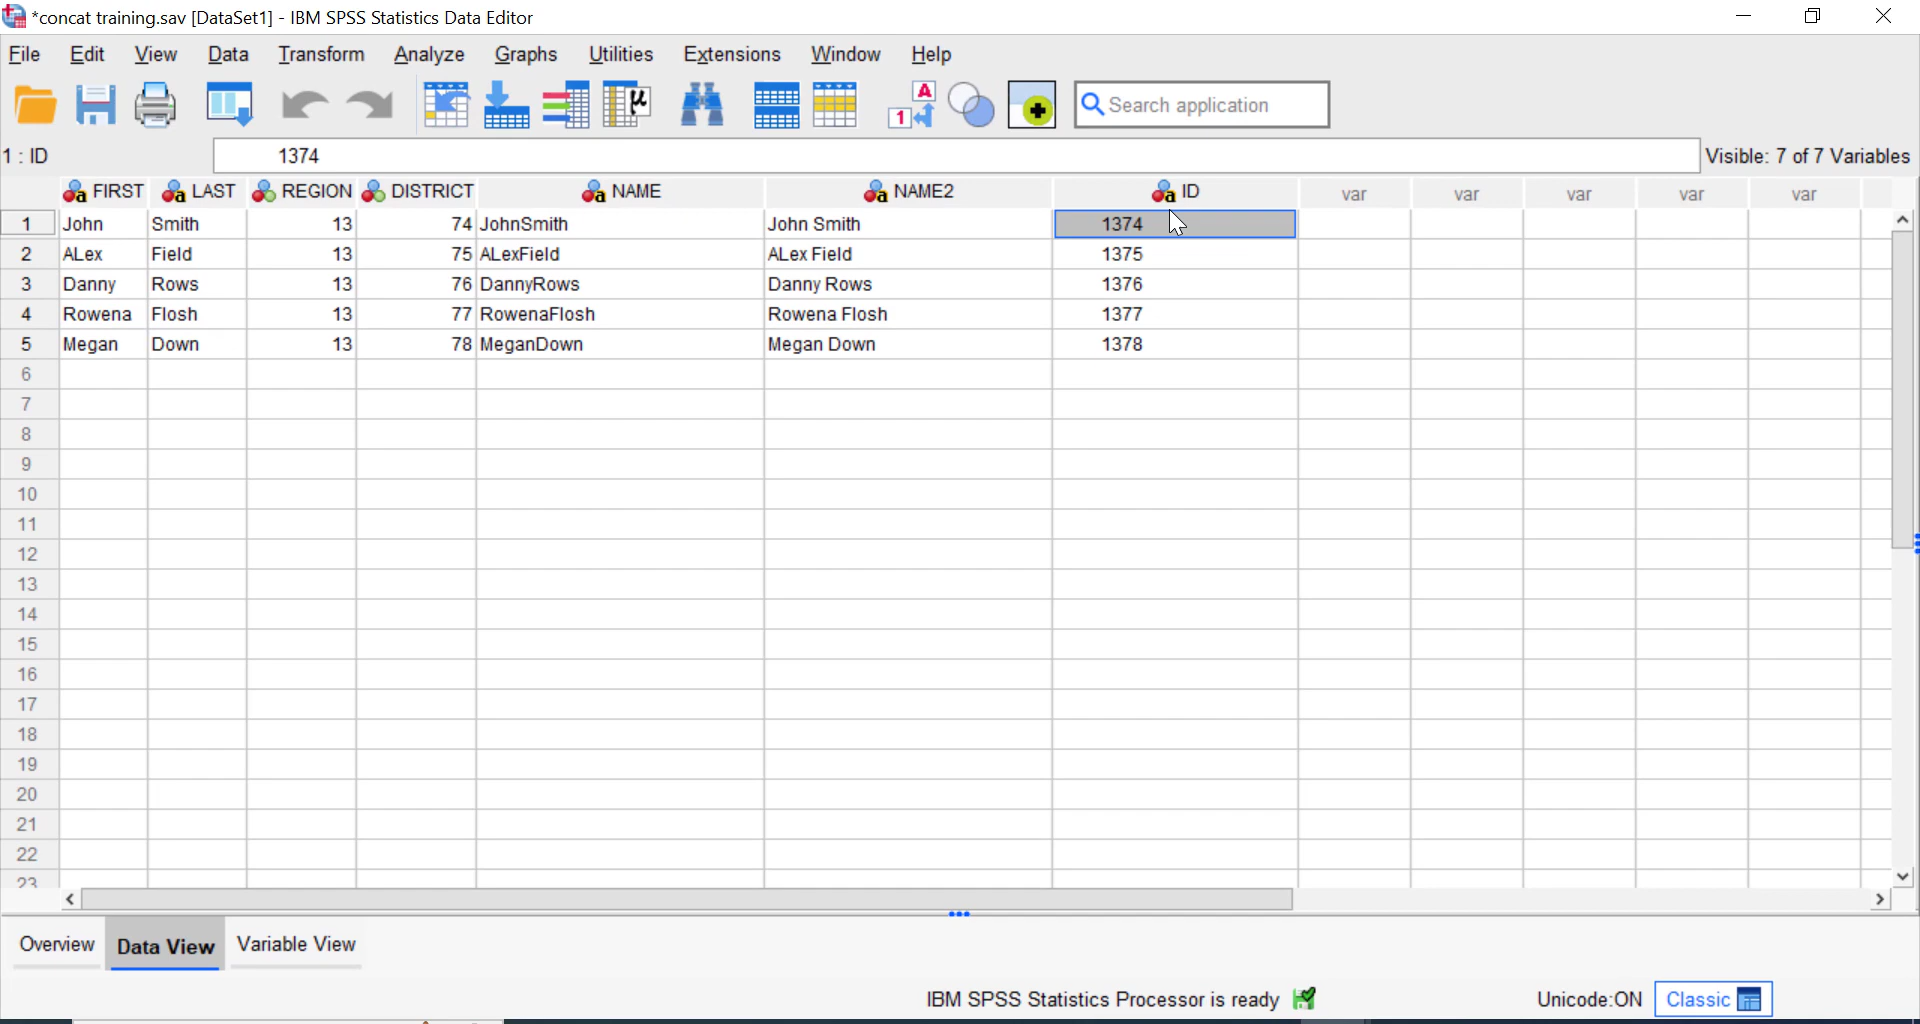 *concat training.sav [DataSet1] - IBM SPSS Statistics Data Editor
File Edit View Data Transform Analyze Graphs Utilities Extensions Window Help
µ A 1 Search application
1 : ID 1374 Visible: 7 of 7 Variables
FIRST LAST REGION DISTRICT NAME NAME2 ID var var var var var
1 John Smith 13 74 JohnSmith John Smith 1374
2 ALex Field 13 75 ALexField ALex Field 1375
3 Danny Rows 13 76 DannyRows Danny Rows 1376
4 Rowena Flosh 13 77 RowenaFlosh Rowena Flosh 1377
5 Megan Down 13 78 MeganDown Megan Down 1378
6
7
8
9
10
11
12
13
14
15
16
17
18
19
20
21
22
23
Overview Data View Variable View
IBM SPSS Statistics Processor is ready Unicode:ON Classic